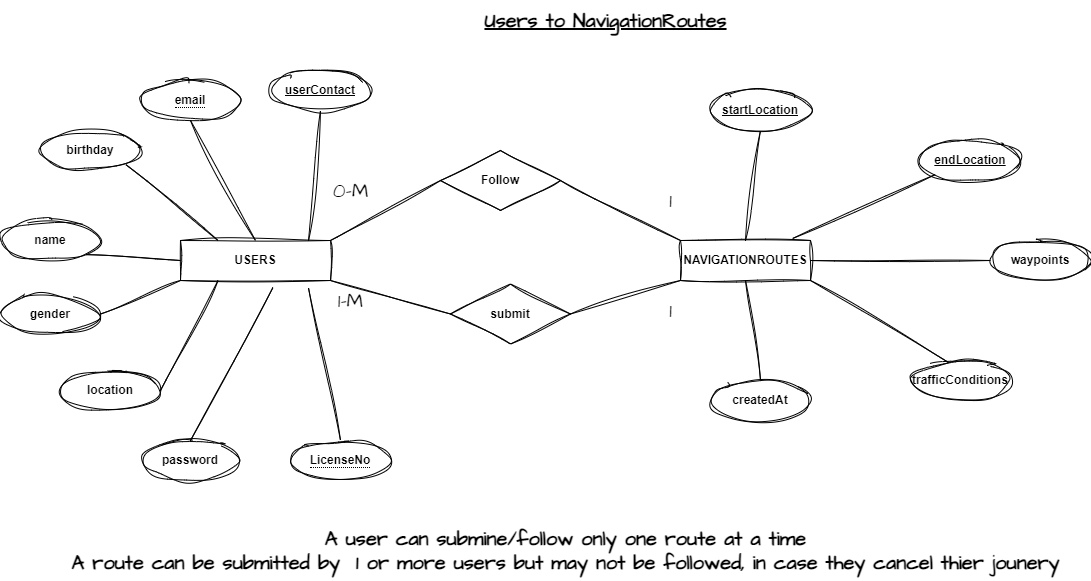 Users to NavigationRoutes
userContact
email
startLocation
birthday
endLocation
Follow
O-M
1
name
USERS
NAVIGATIONROUTES
waypoints
1-M
gender
submit
1
location
trafficConditions
createdAt
password
LicenseNo
A user can submine/follow only one route at a time
A route can be submitted by 1 or more users but may not be followed, in case they cancel thier jounery